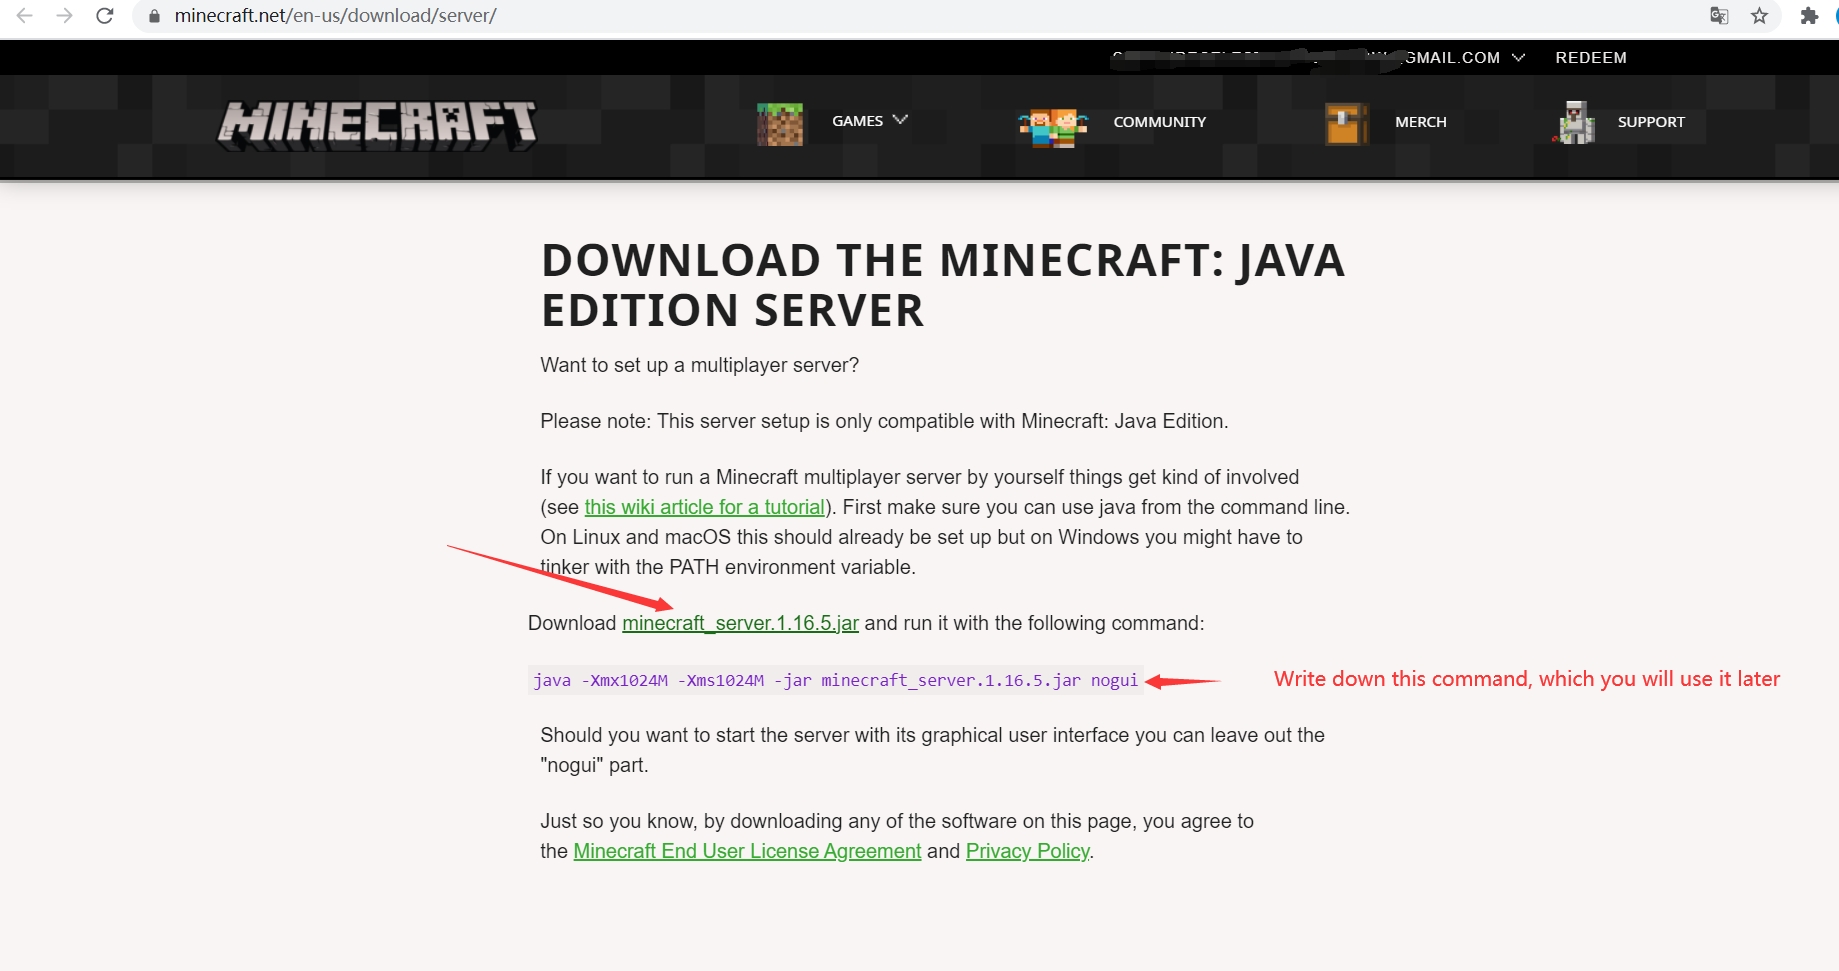 minecraft.net/en-us/download/server/
GMAIL.COM REDEEM
MINECRAFT GAMES COMMUNITY MERCH SUPPORT
DOWNLOAD THE MINECRAFT: JAVA
EDITION SERVER
Want to set up a multiplayer server?
Please note: This server setup is only compatible with Minecraft: Java Edition.
If you want to run a Minecraft multiplayer server by yourself things get kind of involved
(see this wiki article for a tutorial). First make sure you can use java from the command line.
On Linux and macOS this should already be set up but on Windows you might have to
tinker with the PATH environment variable.
Download minecraft_server.1.16.5.jar and run it with the following command:
java -Xmx1024M -Xms1024M -jar minecraft_server.1.16.5.jar nogui
Write down this command, which you will use it later
Should you want to start the server with its graphical user interface you can leave out the
"nogui" part.
Just so you know, by downloading any of the software on this page, you agree to
the Minecraft End User License Agreement and Privacy Policy.